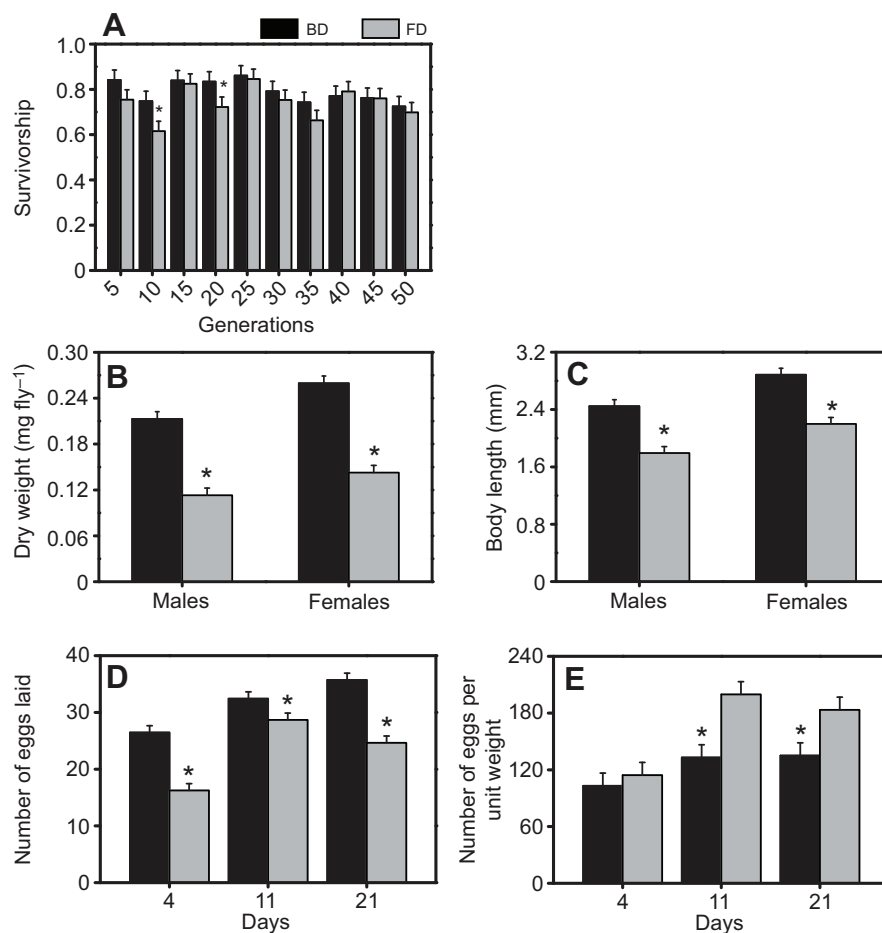 A
BD
FD
1.0
0.8
0.6
0.4
0.2
0
Survivorship
*
*
5 10 15 20 25 30 35 40 45 50
Generations
B
0.30
0.24
0.18
0.12
0.06
0
Dry weight (mg fly⁻¹)
*
*
Males Females
C
3.2
2.4
1.6
0.8
0
Body length (mm)
*
*
Males Females
D
40
30
20
10
0
Number of eggs laid
*
*
*
4 11 21
Days
E
240
180
120
60
0
Number of eggs per
unit weight
*
*
4 11 21
Days